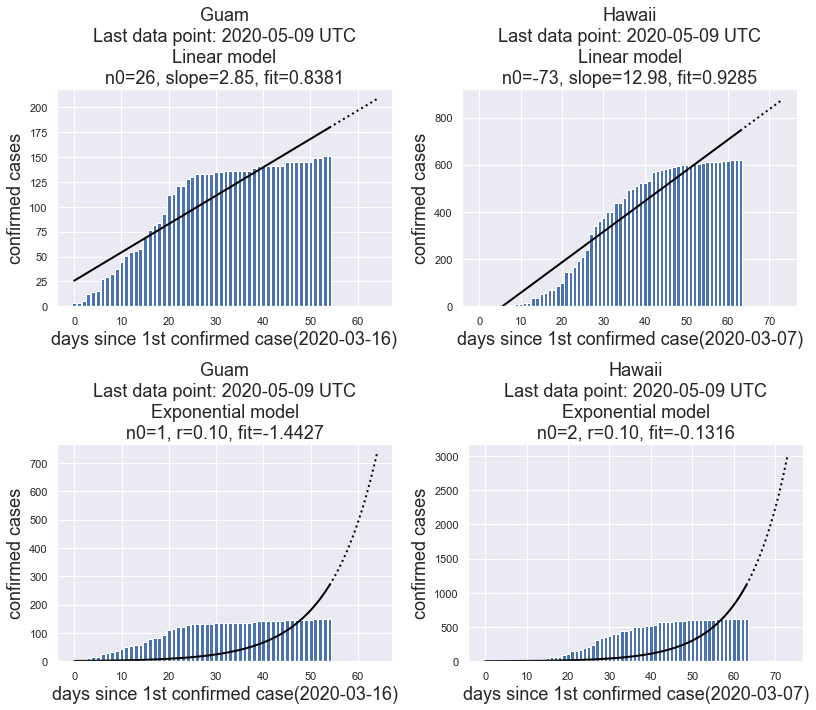 Guam
Last data point: 2020-05-09 UTC
Linear model
n0=26, slope=2.85, fit=0.8381
confirmed cases
200
175
150
125
100
75
50
25
0
0 10 20 30 40 50 60
days since 1st confirmed case(2020-03-16)
Hawaii
Last data point: 2020-05-09 UTC
Linear model
n0=-73, slope=12.98, fit=0.9285
confirmed cases
800
600
400
200
0
0 10 20 30 40 50 60 70
days since 1st confirmed case(2020-03-07)
Guam
Last data point: 2020-05-09 UTC
Exponential model
n0=1, r=0.10, fit=-1.4427
confirmed cases
700
600
500
400
300
200
100
0
0 10 20 30 40 50 60
days since 1st confirmed case(2020-03-16)
Hawaii
Last data point: 2020-05-09 UTC
Exponential model
n0=2, r=0.10, fit=-0.1316
confirmed cases
3000
2500
2000
1500
1000
500
0
0 10 20 30 40 50 60 70
days since 1st confirmed case(2020-03-07)